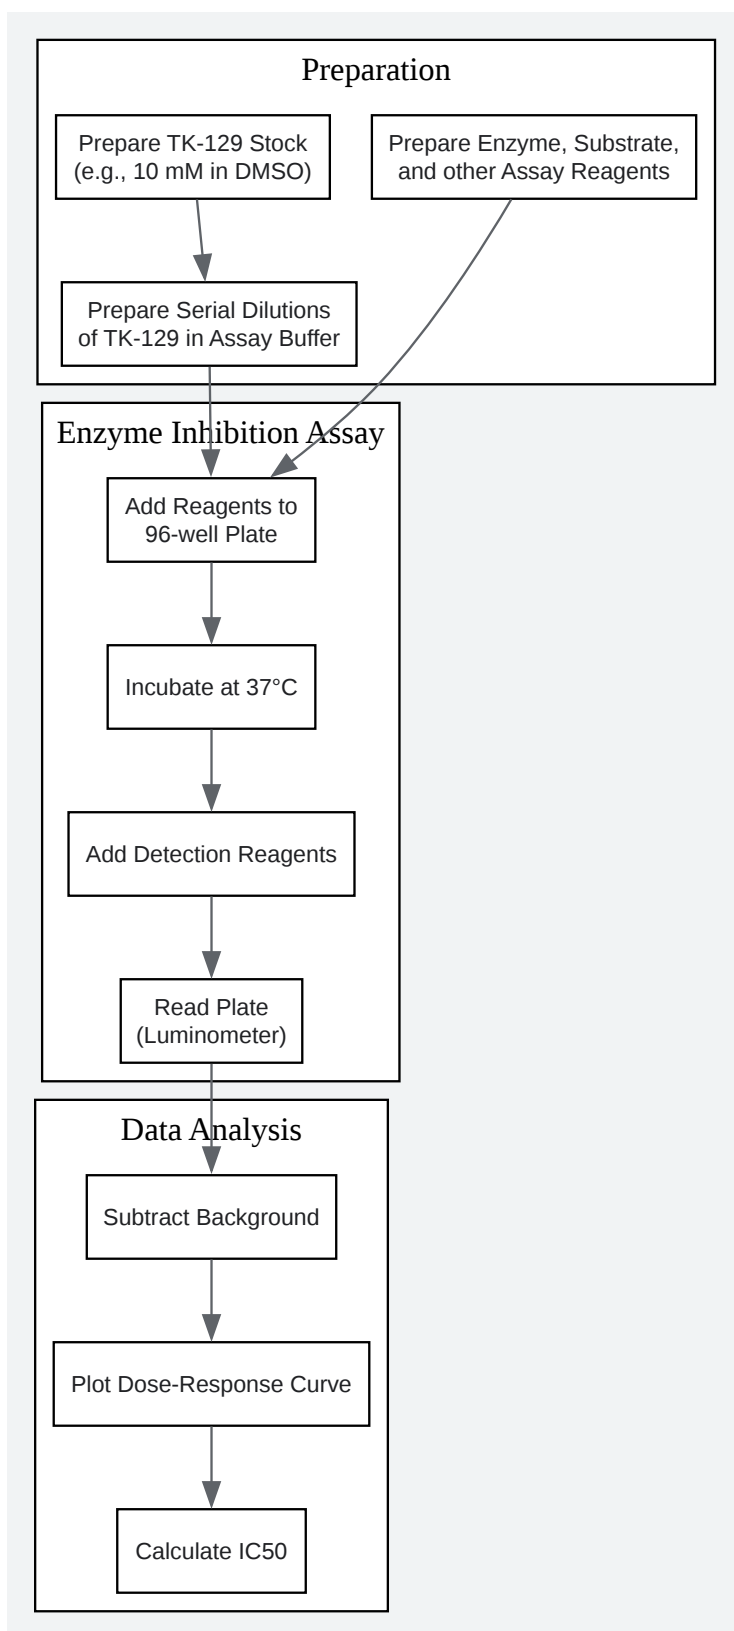 Preparation
Prepare TK-129 Stock
(e.g., 10 mM in DMSO)
Prepare Enzyme, Substrate,
and other Assay Reagents
Prepare Serial Dilutions
of TK-129 in Assay Buffer
Enzyme Inhibition Assay
Add Reagents to
96-well Plate
Incubate at 37°C
Add Detection Reagents
Read Plate
(Luminometer)
Data Analysis
Subtract Background
Plot Dose-Response Curve
Calculate IC50